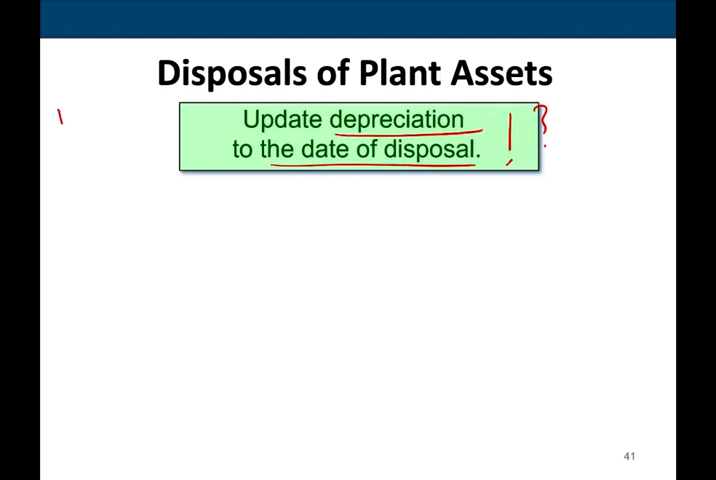 Disposals of Plant Assets
Update depreciation
to the date of disposal.
! ?
41